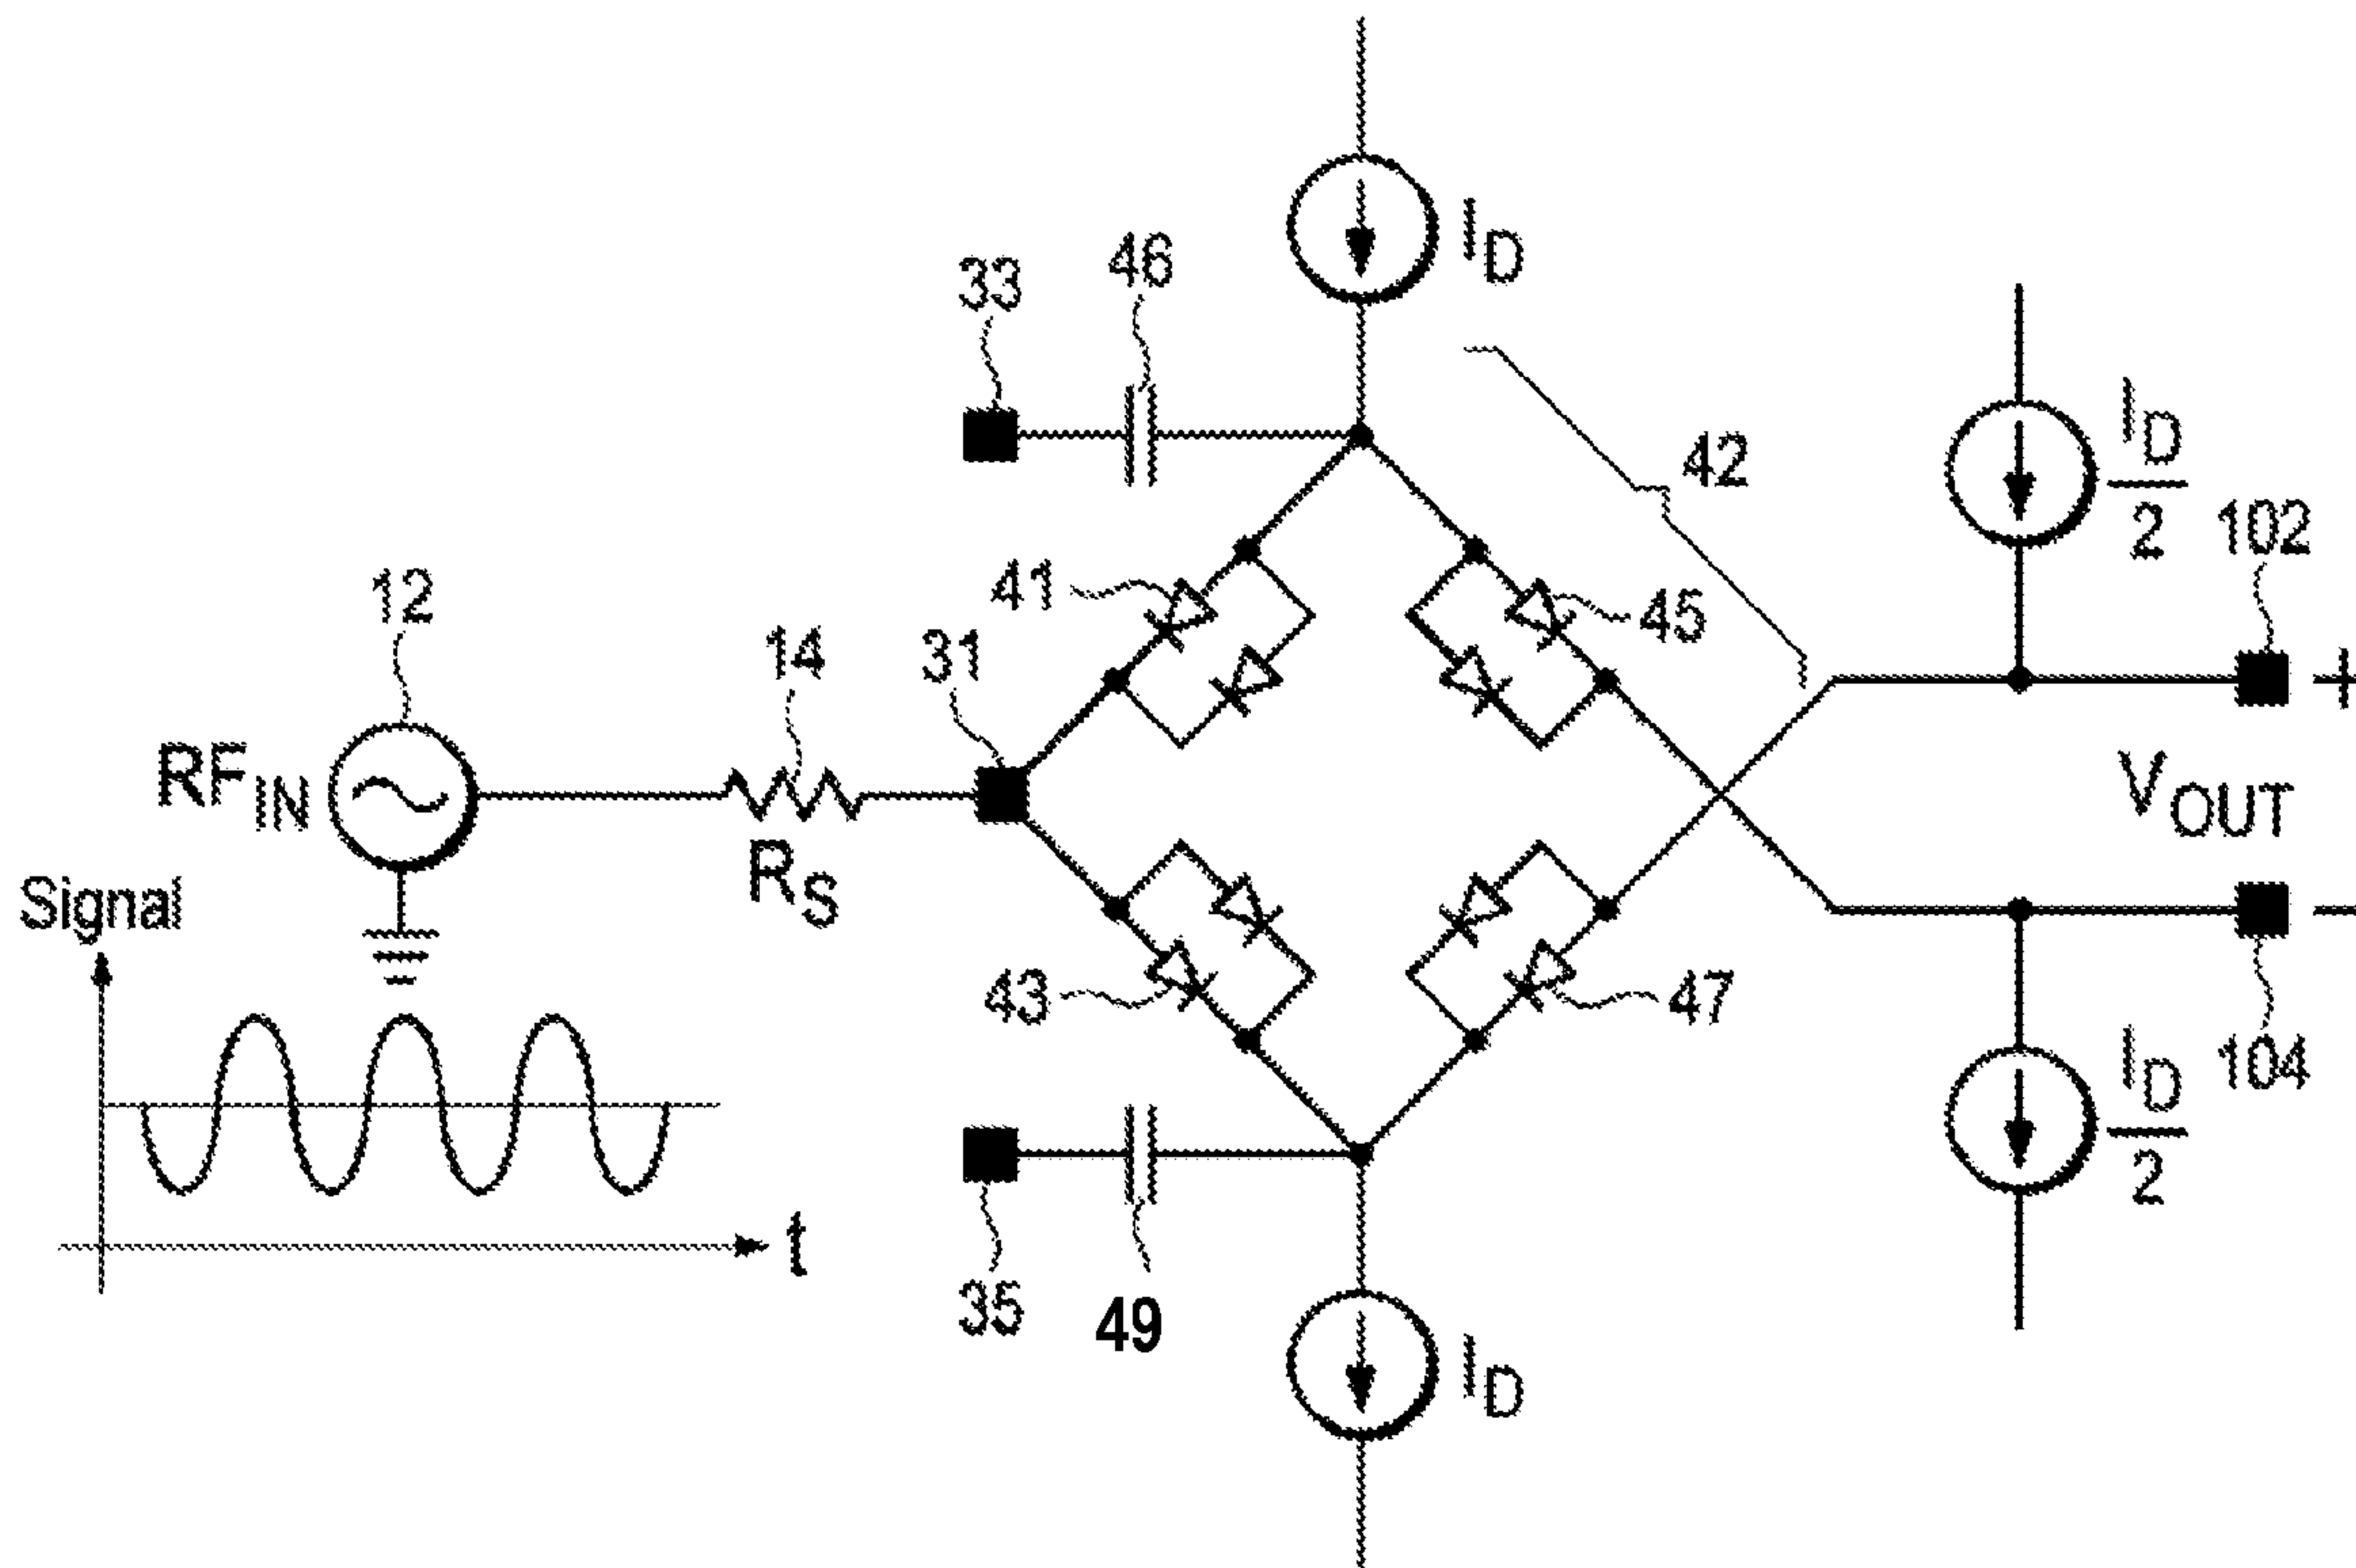 I_D
33
46
42
I_D/2
102
+
41
45
12
14
31
RF_IN
R_S
V_OUT
Signal
−
43
47
I_D/2
104
t
35
49
I_D